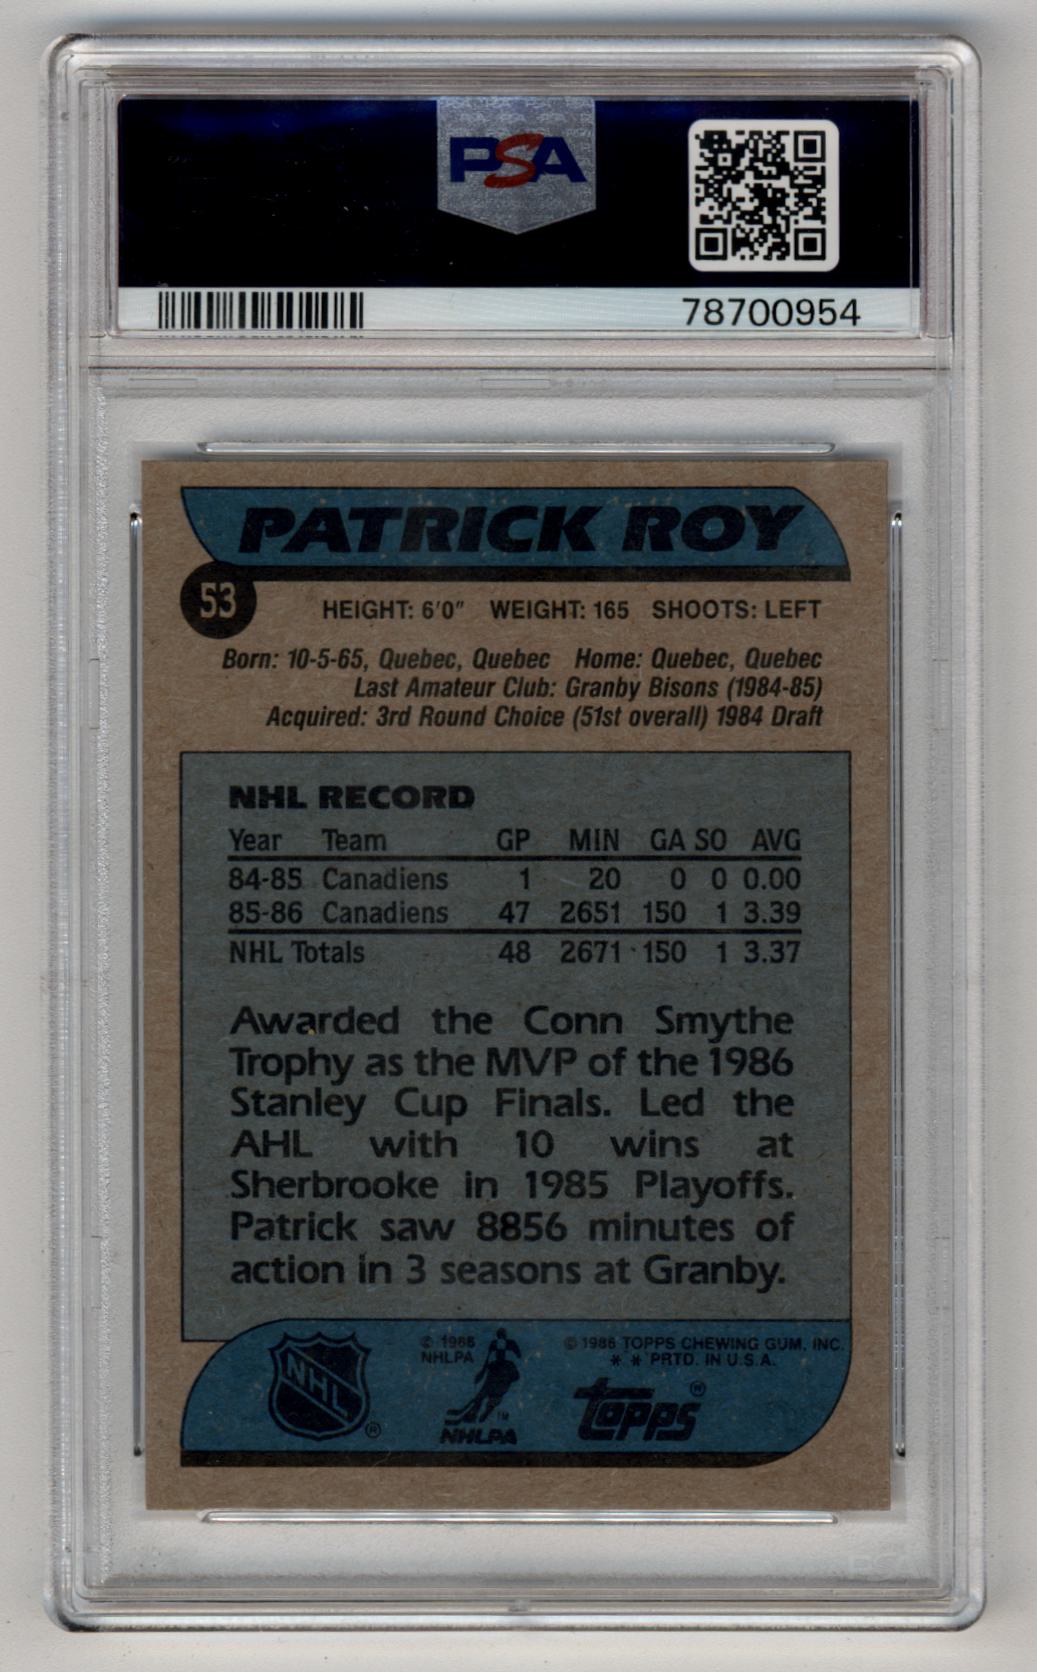 PSA
78700954
PATRICK ROY
53
HEIGHT: 6'0" WEIGHT: 165 SHOOTS: LEFT
Born: 10-5-65, Quebec, Quebec Home: Quebec, Quebec
Last Amateur Club: Granby Bisons (1984-85)
Acquired: 3rd Round Choice (51st overall) 1984 Draft
NHL RECORD
Year Team GP MIN GA SO AVG
84-85 Canadiens 1 20 0 0 0.00
85-86 Canadiens 47 2651 150 1 3.39
NHL Totals 48 2671 150 1 3.37
Awarded the Conn Smythe
Trophy as the MVP of the 1986
Stanley Cup Finals. Led the
AHL with 10 wins at
Sherbrooke in 1985 Playoffs.
Patrick saw 8856 minutes of
action in 3 seasons at Granby.
NHL ®
© 1986
NHLPA
TM
NHLPA
© 1986 TOPPS CHEWING GUM, INC.
* * PRTD. IN U.S.A.
topps ®